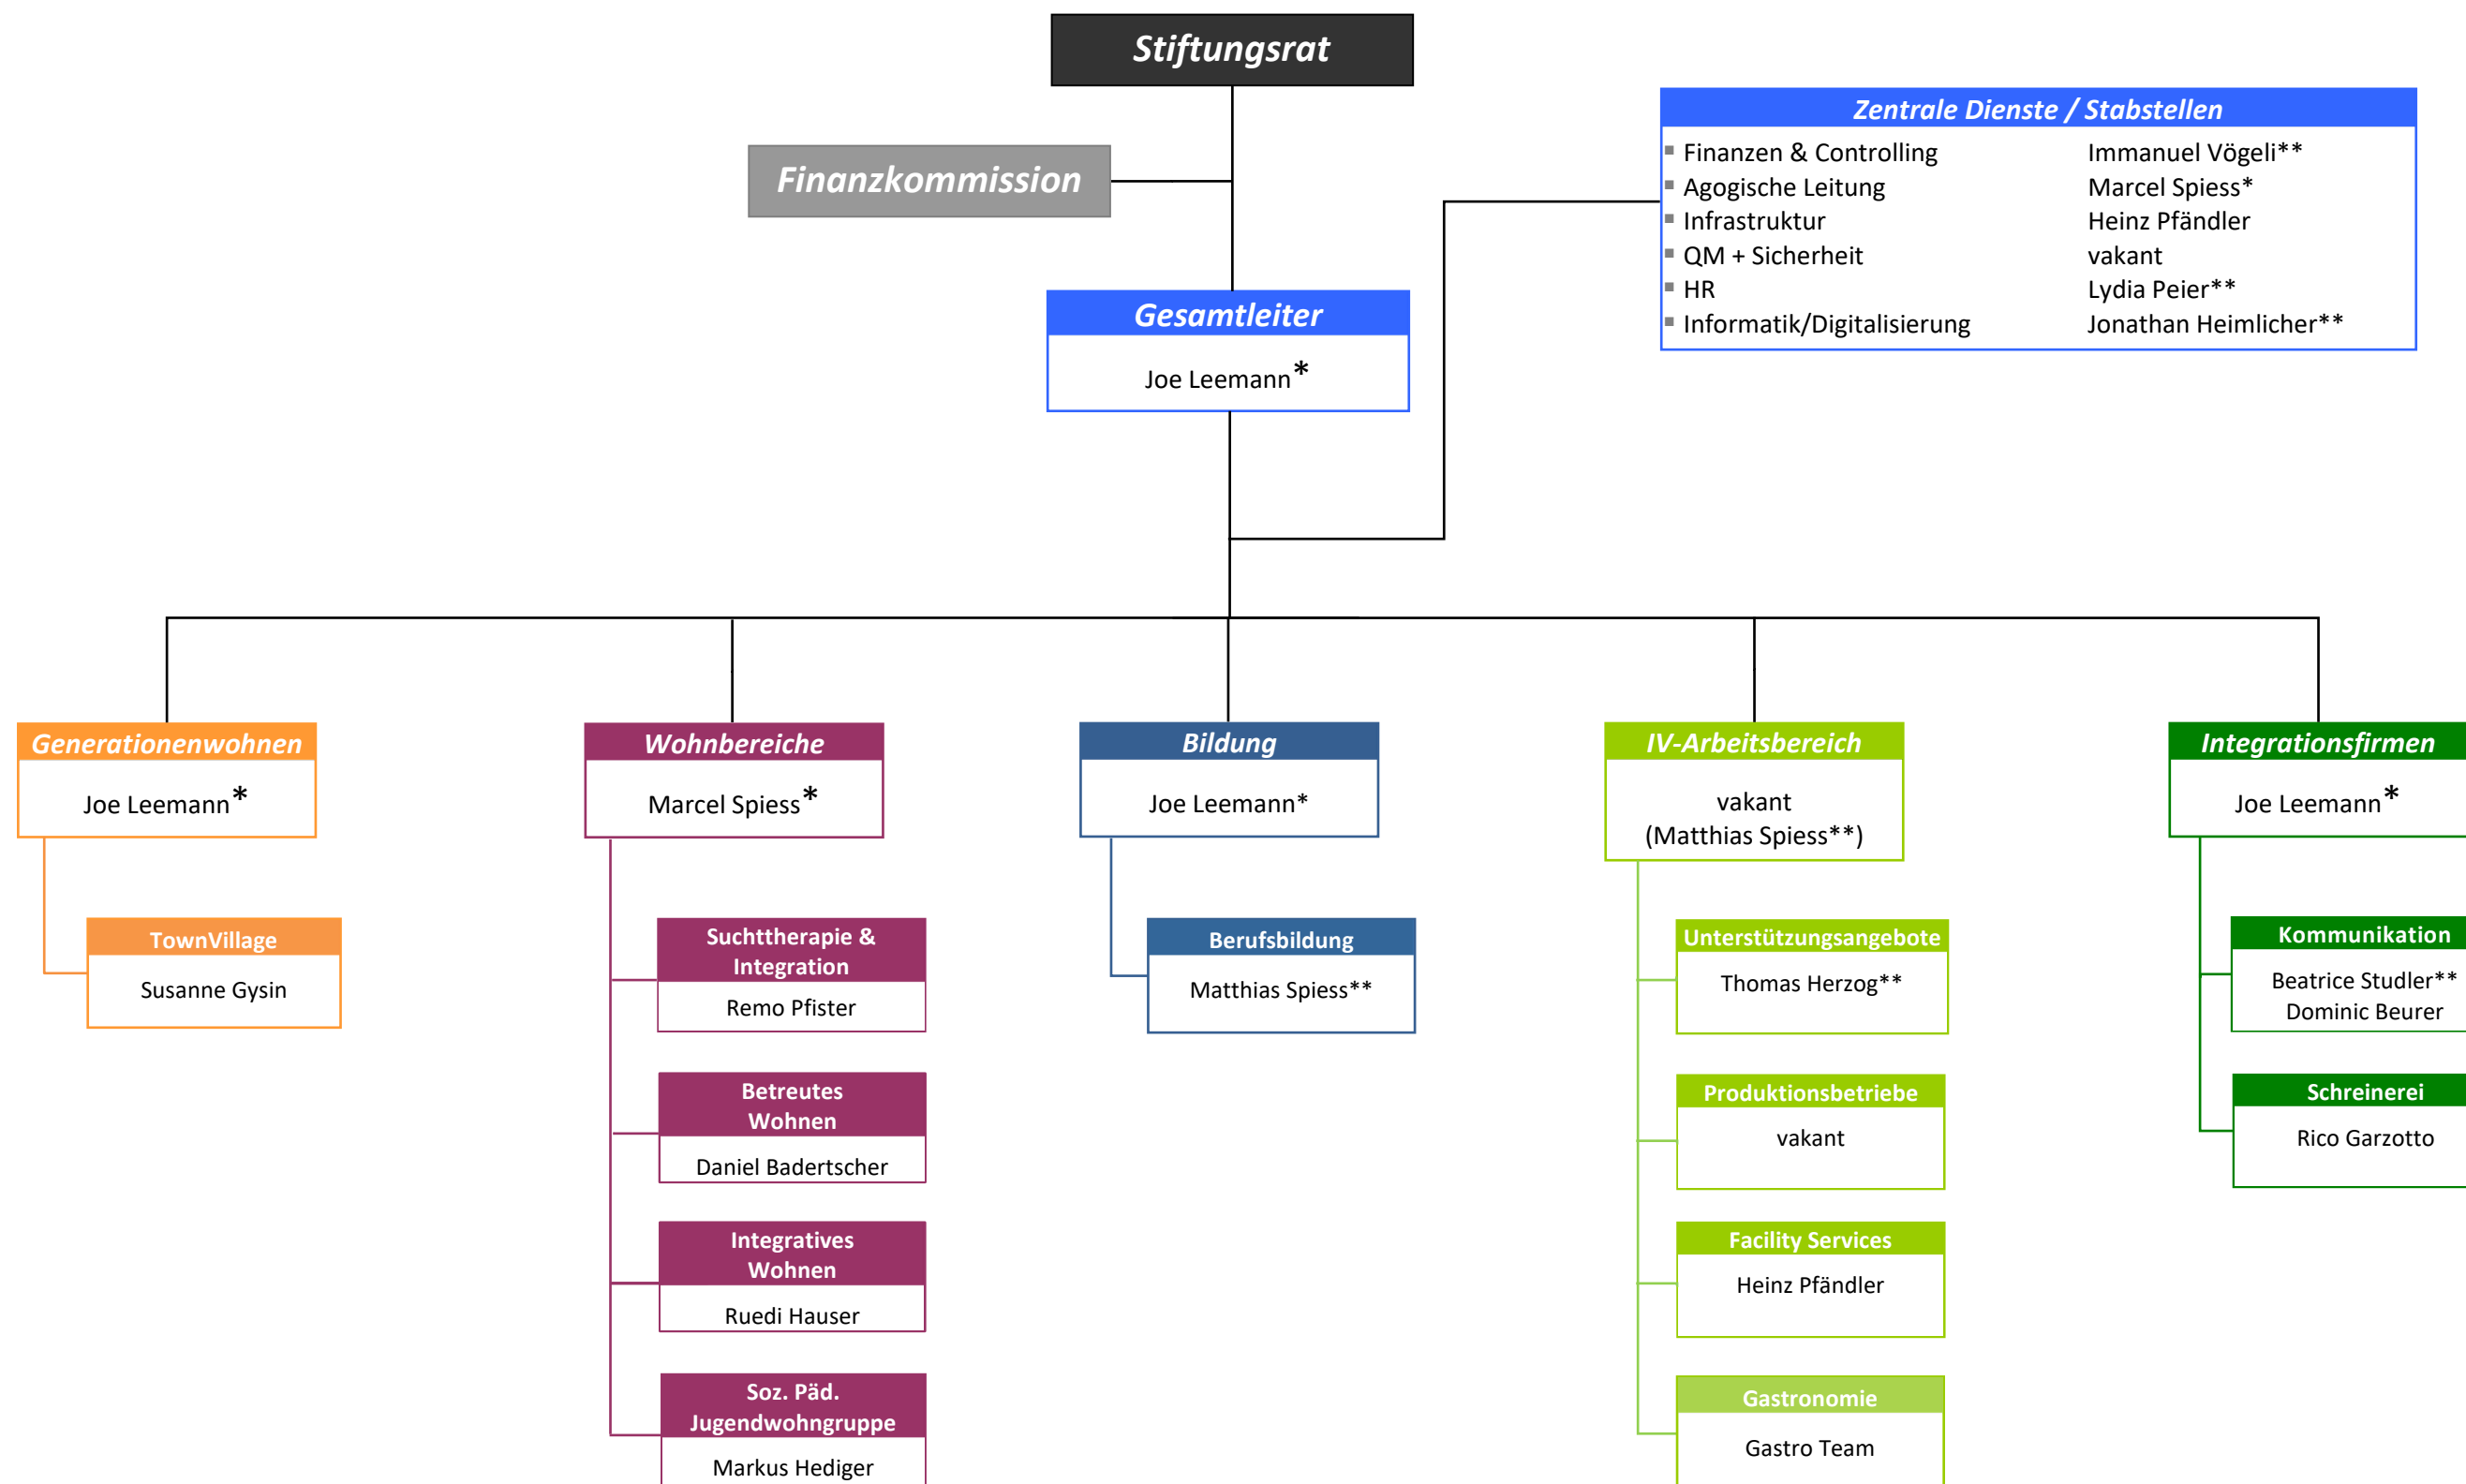 Stiftungsrat
Finanzkommission
Zentrale Dienste / Stabstellen
▪ Finanzen & Controlling Immanuel Vögeli**
▪ Agogische Leitung Marcel Spiess*
▪ Infrastruktur Heinz Pfändler
▪ QM + Sicherheit vakant
▪ HR Lydia Peier**
▪ Informatik/Digitalisierung Jonathan Heimlicher**
Gesamtleiter
Joe Leemann*
Generationenwohnen
Joe Leemann*
TownVillage
Susanne Gysin
Wohnbereiche
Marcel Spiess*
Suchttherapie &
Integration
Remo Pfister
Betreutes
Wohnen
Daniel Badertscher
Integratives
Wohnen
Ruedi Hauser
Soz. Päd.
Jugendwohngruppe
Markus Hediger
Bildung
Joe Leemann*
Berufsbildung
Matthias Spiess**
IV-Arbeitsbereich
vakant
(Matthias Spiess**)
Unterstützungsangebote
Thomas Herzog**
Produktionsbetriebe
vakant
Facility Services
Heinz Pfändler
Gastronomie
Gastro Team
Integrationsfirmen
Joe Leemann*
Kommunikation
Beatrice Studler**
Dominic Beurer
Schreinerei
Rico Garzotto